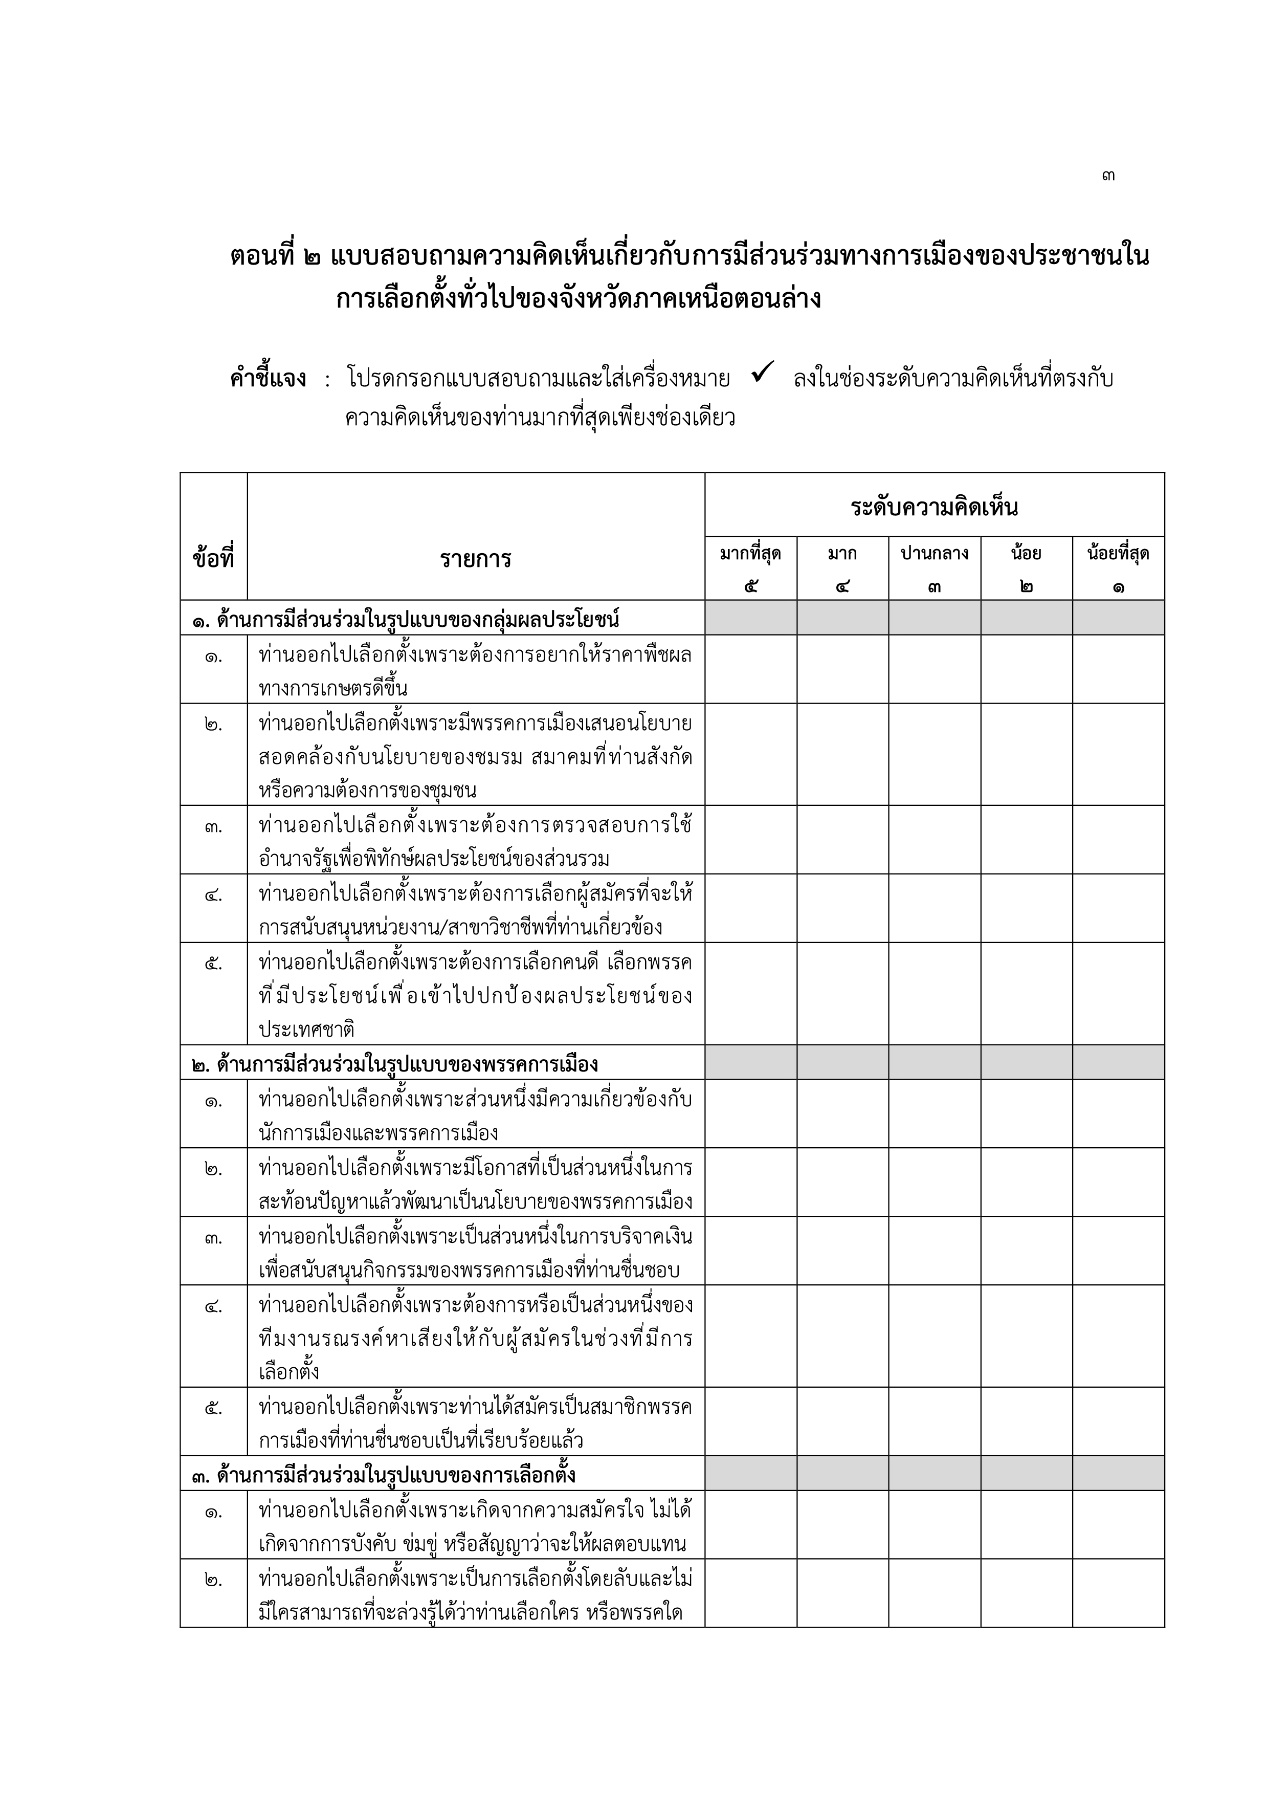 ๓
ตอนที่ ๒ แบบสอบถามความคิดเห็นเกี่ยวกับการมีส่วนร่วมทางการเมืองของประชาชนใน
การเลือกตั้งทั่วไปของจังหวัดภาคเหนือตอนล่าง
คำชี้แจง : โปรดกรอกแบบสอบถามและใส่เครื่องหมาย ✓ ลงในช่องระดับความคิดเห็นที่ตรงกับ
ความคิดเห็นของท่านมากที่สุดเพียงช่องเดียว
ข้อที่ รายการ ระดับความคิดเห็น
มากที่สุด มาก ปานกลาง น้อย น้อยที่สุด
๕ ๔ ๓ ๒ ๑
๑. ด้านการมีส่วนร่วมในรูปแบบของกลุ่มผลประโยชน์
๑. ท่านออกไปเลือกตั้งเพราะต้องการอยากให้ราคาพืชผล
ทางการเกษตรดีขึ้น
๒. ท่านออกไปเลือกตั้งเพราะมีพรรคการเมืองเสนอนโยบาย
สอดคล้องกับนโยบายของชมรม สมาคมที่ท่านสังกัด
หรือความต้องการของชุมชน
๓. ท่านออกไปเลือกตั้งเพราะต้องการตรวจสอบการใช้
อำนาจรัฐเพื่อพิทักษ์ผลประโยชน์ของส่วนรวม
๔. ท่านออกไปเลือกตั้งเพราะต้องการเลือกผู้สมัครที่จะให้
การสนับสนุนหน่วยงาน/สาขาวิชาชีพที่ท่านเกี่ยวข้อง
๕. ท่านออกไปเลือกตั้งเพราะต้องการเลือกคนดี เลือกพรรค
ที่มีประโยชน์เพื่อเข้าไปปกป้องผลประโยชน์ของ
ประเทศชาติ
๒. ด้านการมีส่วนร่วมในรูปแบบของพรรคการเมือง
๑. ท่านออกไปเลือกตั้งเพราะส่วนหนึ่งมีความเกี่ยวข้องกับ
นักการเมืองและพรรคการเมือง
๒. ท่านออกไปเลือกตั้งเพราะมีโอกาสที่เป็นส่วนหนึ่งในการ
สะท้อนปัญหาแล้วพัฒนาเป็นนโยบายของพรรคการเมือง
๓. ท่านออกไปเลือกตั้งเพราะเป็นส่วนหนึ่งในการบริจาคเงิน
เพื่อสนับสนุนกิจกรรมของพรรคการเมืองที่ท่านชื่นชอบ
๔. ท่านออกไปเลือกตั้งเพราะต้องการหรือเป็นส่วนหนึ่งของ
ทีมงานรณรงค์หาเสียงให้กับผู้สมัครในช่วงที่มีการ
เลือกตั้ง
๕. ท่านออกไปเลือกตั้งเพราะท่านได้สมัครเป็นสมาชิกพรรค
การเมืองที่ท่านชื่นชอบเป็นที่เรียบร้อยแล้ว
๓. ด้านการมีส่วนร่วมในรูปแบบของการเลือกตั้ง
๑. ท่านออกไปเลือกตั้งเพราะเกิดจากความสมัครใจ ไม่ได้
เกิดจากการบังคับ ข่มขู่ หรือสัญญาว่าจะให้ผลตอบแทน
๒. ท่านออกไปเลือกตั้งเพราะเป็นการเลือกตั้งโดยลับและไม่
มีใครสามารถที่จะล่วงรู้ได้ว่าท่านเลือกใคร หรือพรรคใด